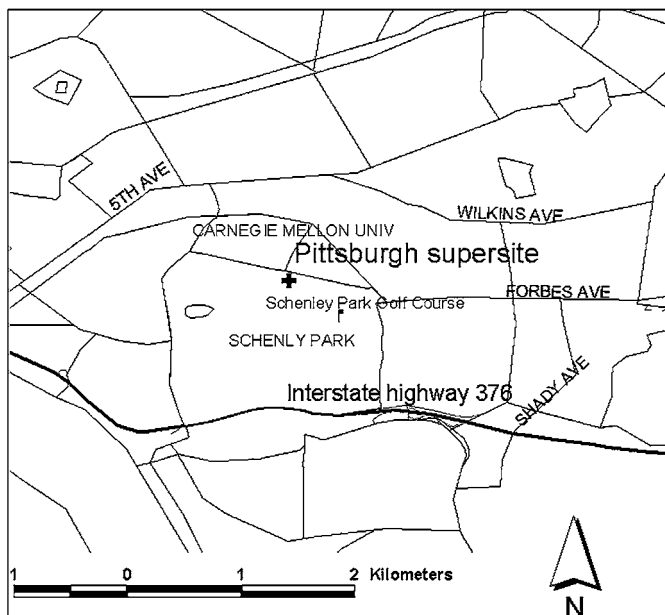 5TH AVE
WILKINS AVE
CARNEGIE MELLON UNIV
Pittsburgh supersite
FORBES AVE
Schenley Park Golf Course
SCHENLY PARK
SHADY AVE
Interstate highway 376
1 0 1 2 Kilometers
N